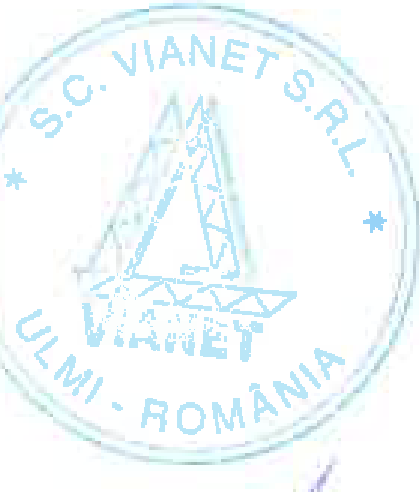 * S.C. VIANET S.R.L. *
VIANET
ULMI - ROMÂNIA